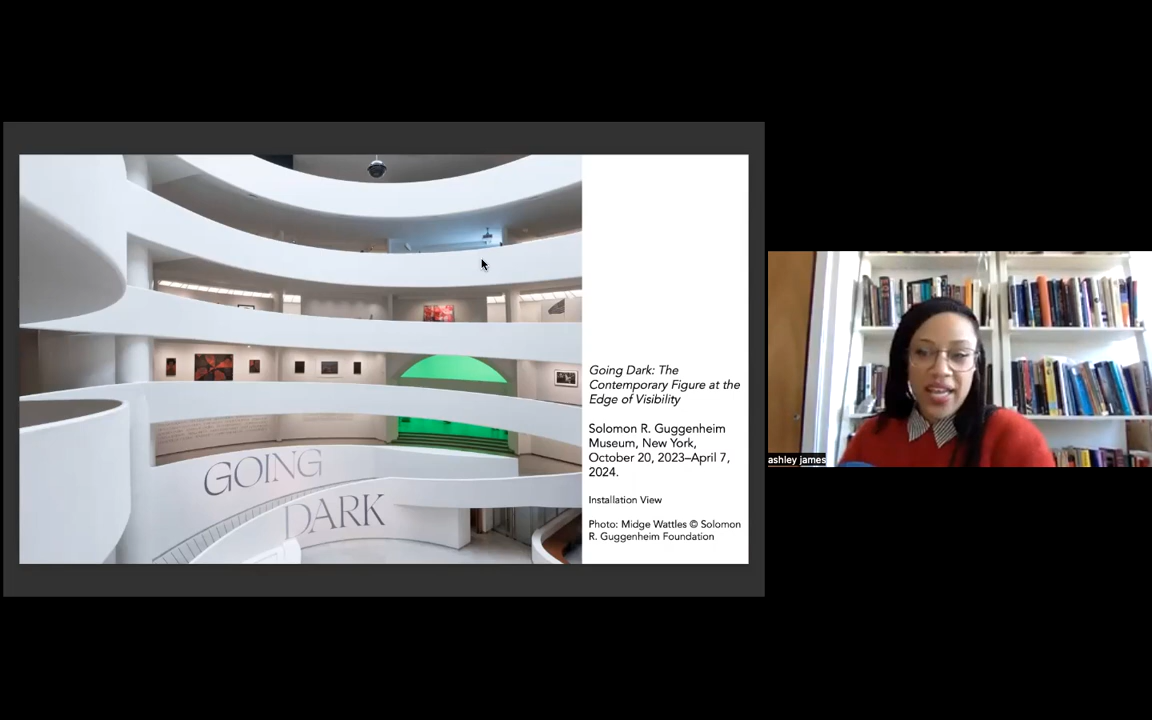 GOING
DARK
Going Dark: The
Contemporary Figure at the
Edge of Visibility
Solomon R. Guggenheim
Museum, New York,
October 20, 2023–April 7,
2024.
Installation View
Photo: Midge Wattles © Solomon
R. Guggenheim Foundation
ashley james